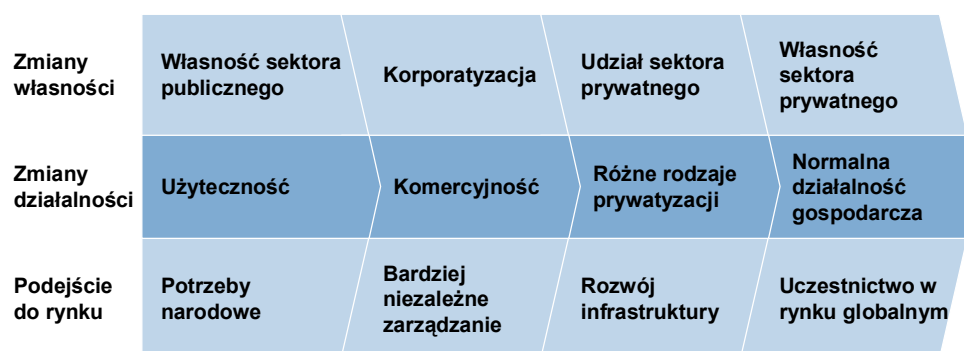 Zmiany
własności
Własność sektora
publicznego
Korporatyzacja
Udział sektora
prywatnego
Własność
sektora
prywatnego
Zmiany
działalności
Użyteczność
Komercyjność
Różne rodzaje
prywatyzacji
Normalna
działalność
gospodarcza
Podejście
do rynku
Potrzeby
narodowe
Bardziej
niezależne
zarządzanie
Rozwój
infrastruktury
Uczestnictwo w
rynku globalnym